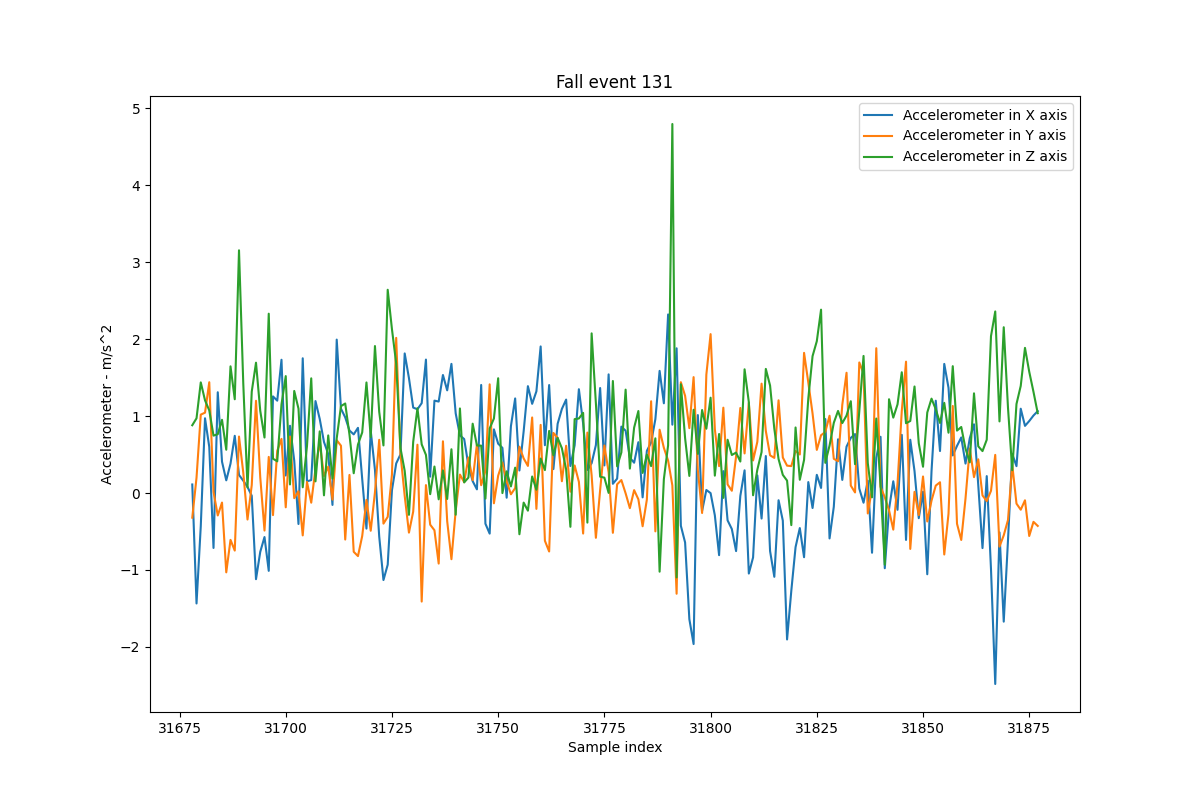 Fall event 131
Accelerometer in X axis
Accelerometer in Y axis
Accelerometer in Z axis
5
4
3
2
1
0
−1
−2
Accelerometer - m/s^2
31675 31700 31725 31750 31775 31800 31825 31850 31875
Sample index